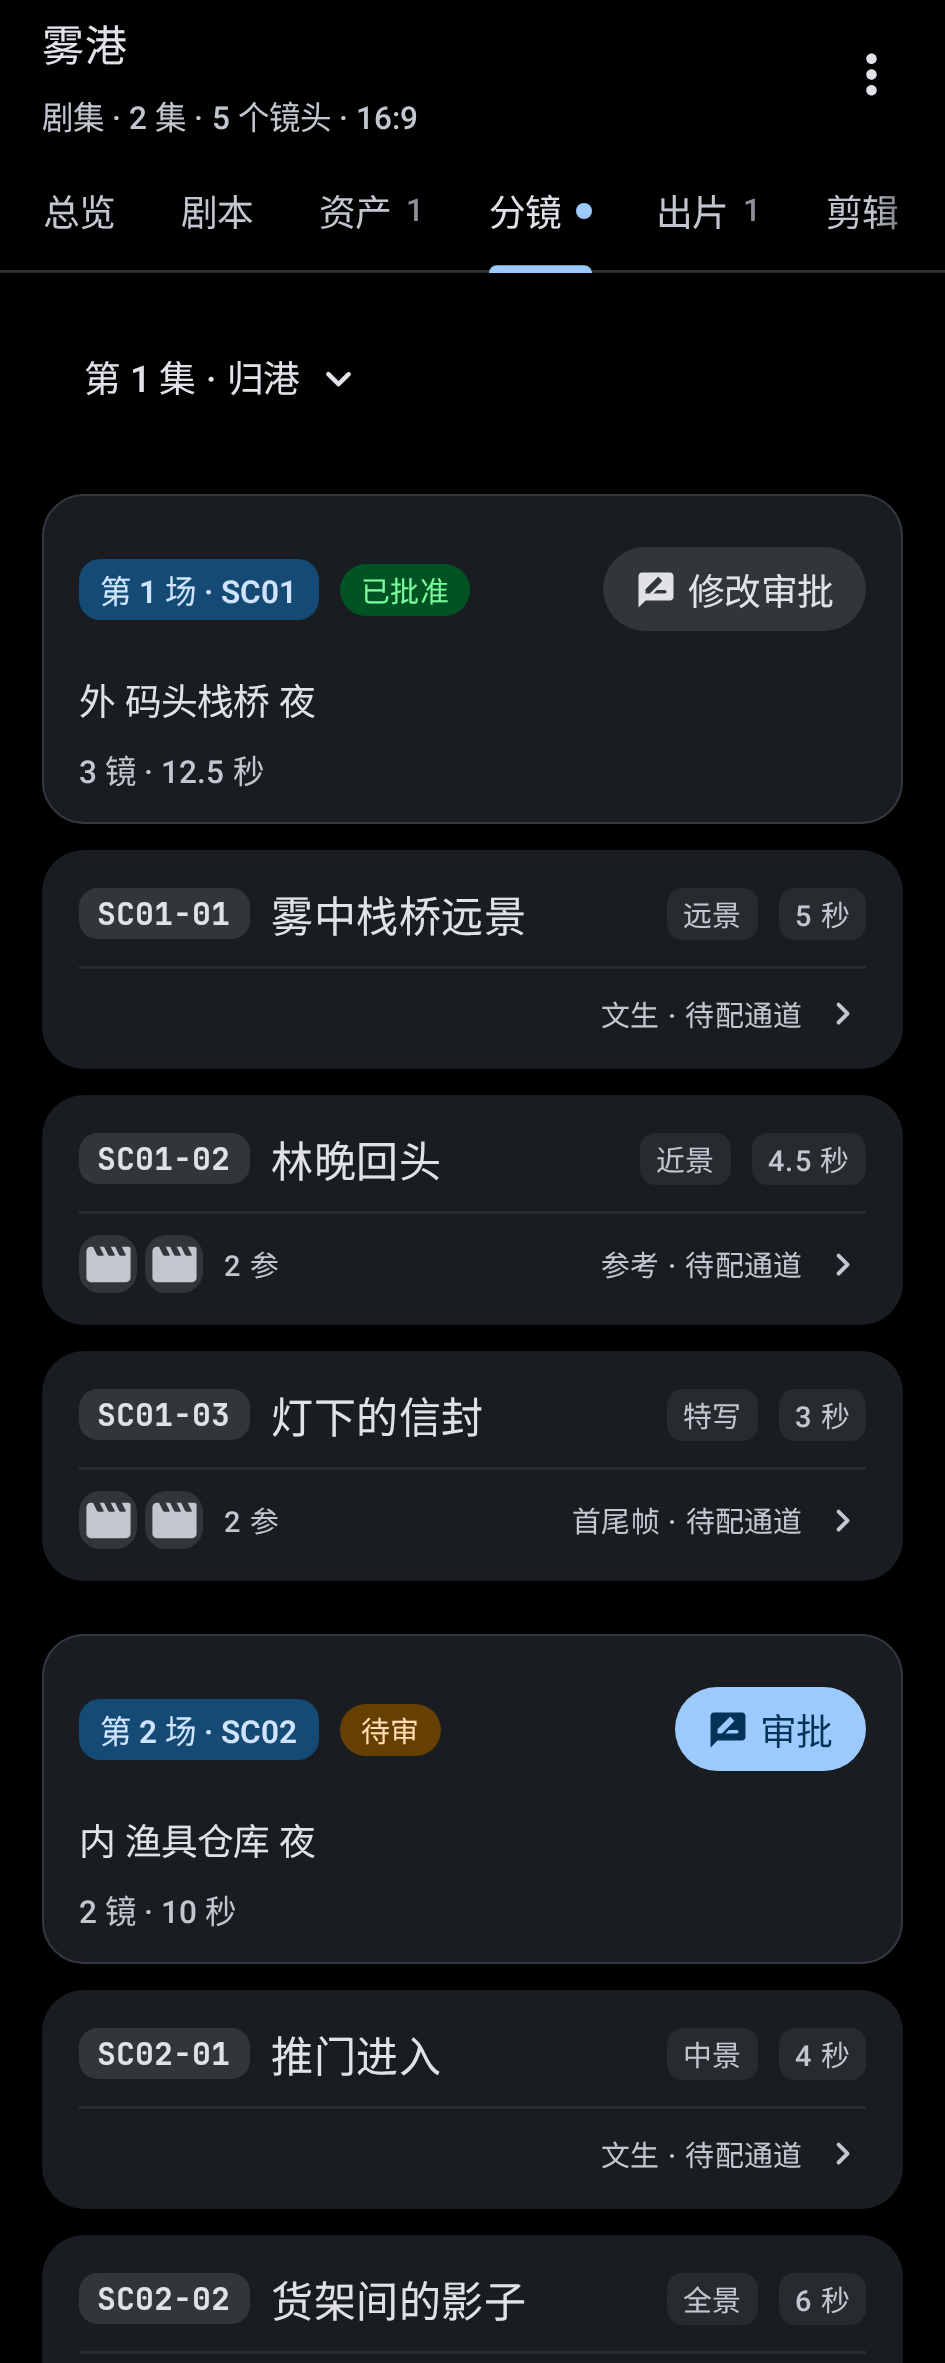 雾港
剧集 · 2 集 · 5 个镜头 · 16:9
总览 剧本 资产 1 分镜 出片 1 剪辑
第 1 集 · 归港
第 1 场 · SC01 已批准 修改审批
外 码头栈桥 夜
3 镜 · 12.5 秒
SC01-01 雾中栈桥远景 远景 5 秒
文生 · 待配通道
SC01-02 林晚回头 近景 4.5 秒
2 参 参考 · 待配通道
SC01-03 灯下的信封 特写 3 秒
2 参 首尾帧 · 待配通道
第 2 场 · SC02 待审 审批
内 渔具仓库 夜
2 镜 · 10 秒
SC02-01 推门进入 中景 4 秒
文生 · 待配通道
SC02-02 货架间的影子 全景 6 秒